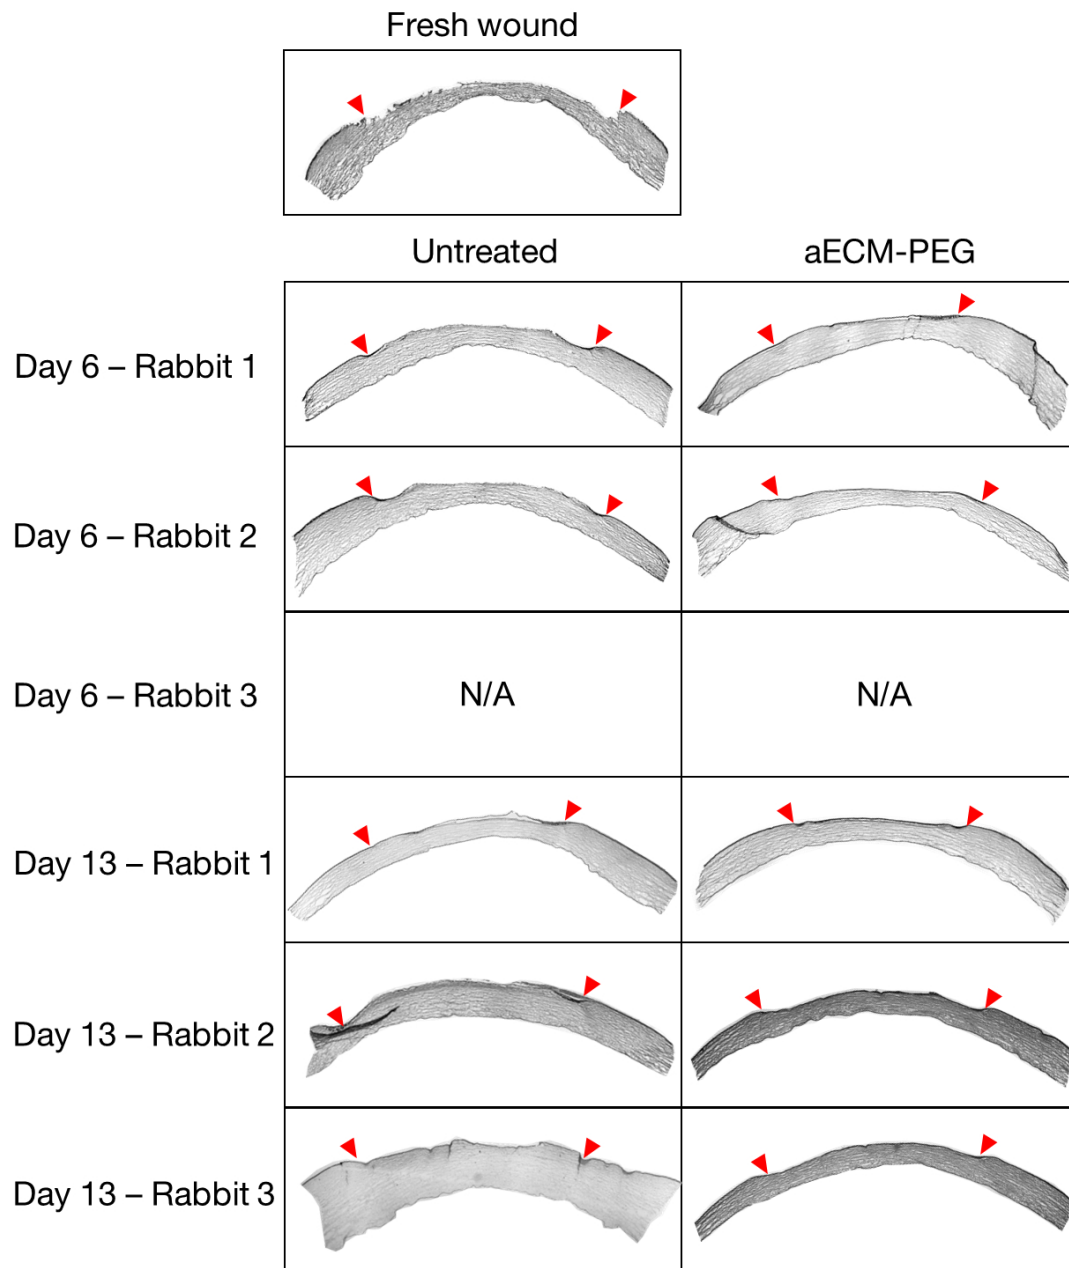 Fresh wound
Untreated
aECM-PEG
Day 6 – Rabbit 1
Day 6 – Rabbit 2
Day 6 – Rabbit 3
N/A
N/A
Day 13 – Rabbit 1
Day 13 – Rabbit 2
Day 13 – Rabbit 3